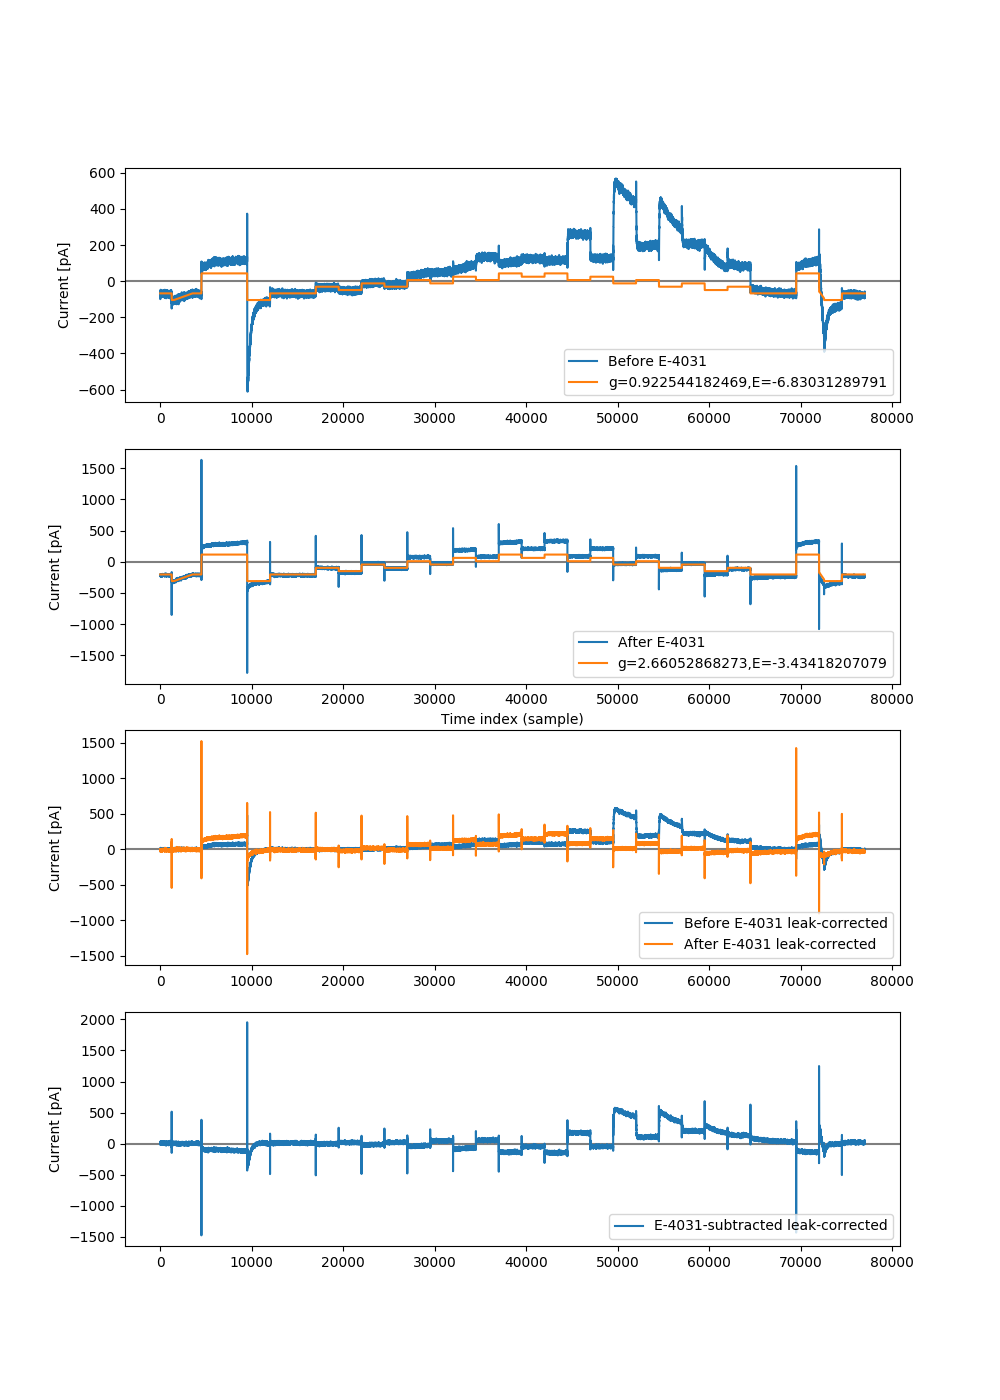 600
400
200
0
−200
−400
−600
Current [pA]
Before E-4031
g=0.922544182469,E=-6.83031289791
0 10000 20000 30000 40000 50000 60000 70000 80000
1500
1000
500
0
−500
−1000
−1500
Current [pA]
After E-4031
g=2.66052868273,E=-3.43418207079
0 10000 20000 30000 40000 50000 60000 70000 80000
Time index (sample)
1500
1000
500
0
−500
−1000
−1500
Current [pA]
Before E-4031 leak-corrected
After E-4031 leak-corrected
0 10000 20000 30000 40000 50000 60000 70000 80000
2000
1500
1000
500
0
−500
−1000
−1500
Current [pA]
E-4031-subtracted leak-corrected
0 10000 20000 30000 40000 50000 60000 70000 80000